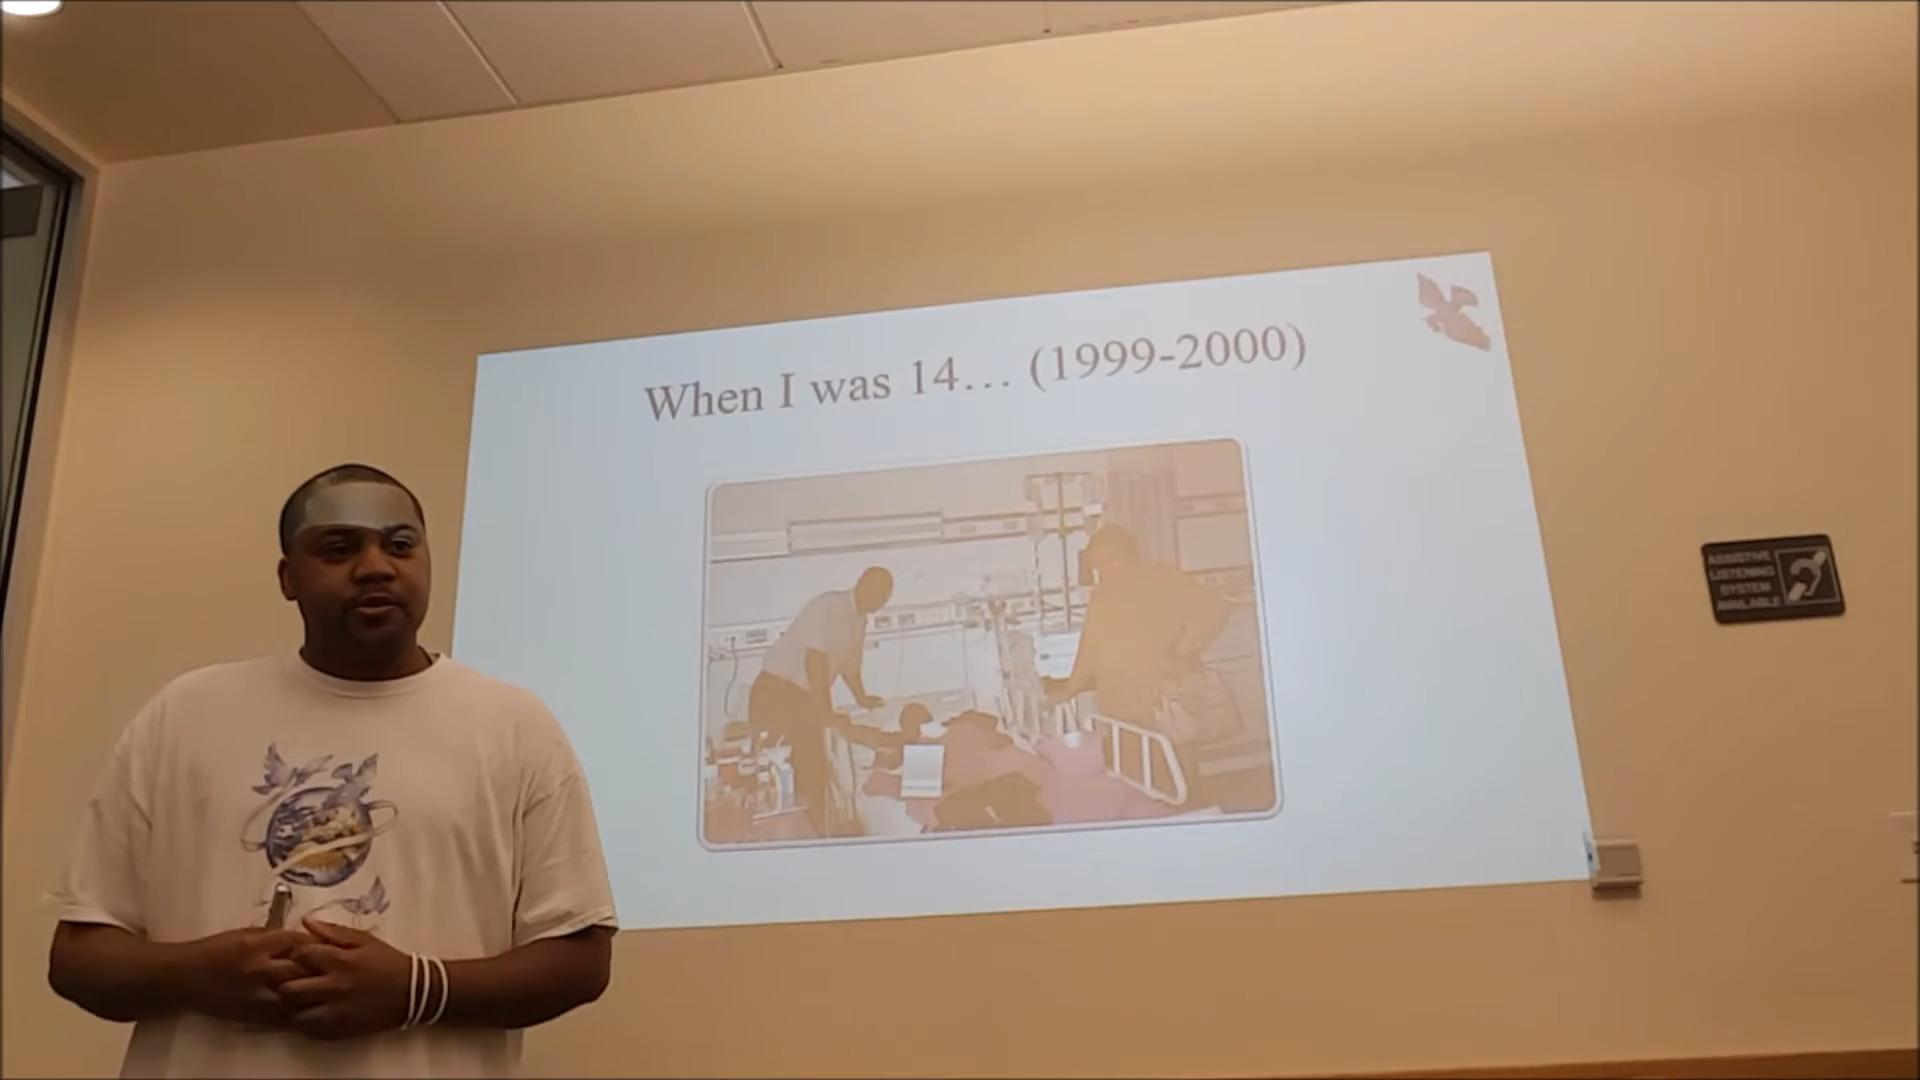 When I was 14... (1999-2000)
ASSISTIVE
LISTENING
SYSTEM
AVAILABLE